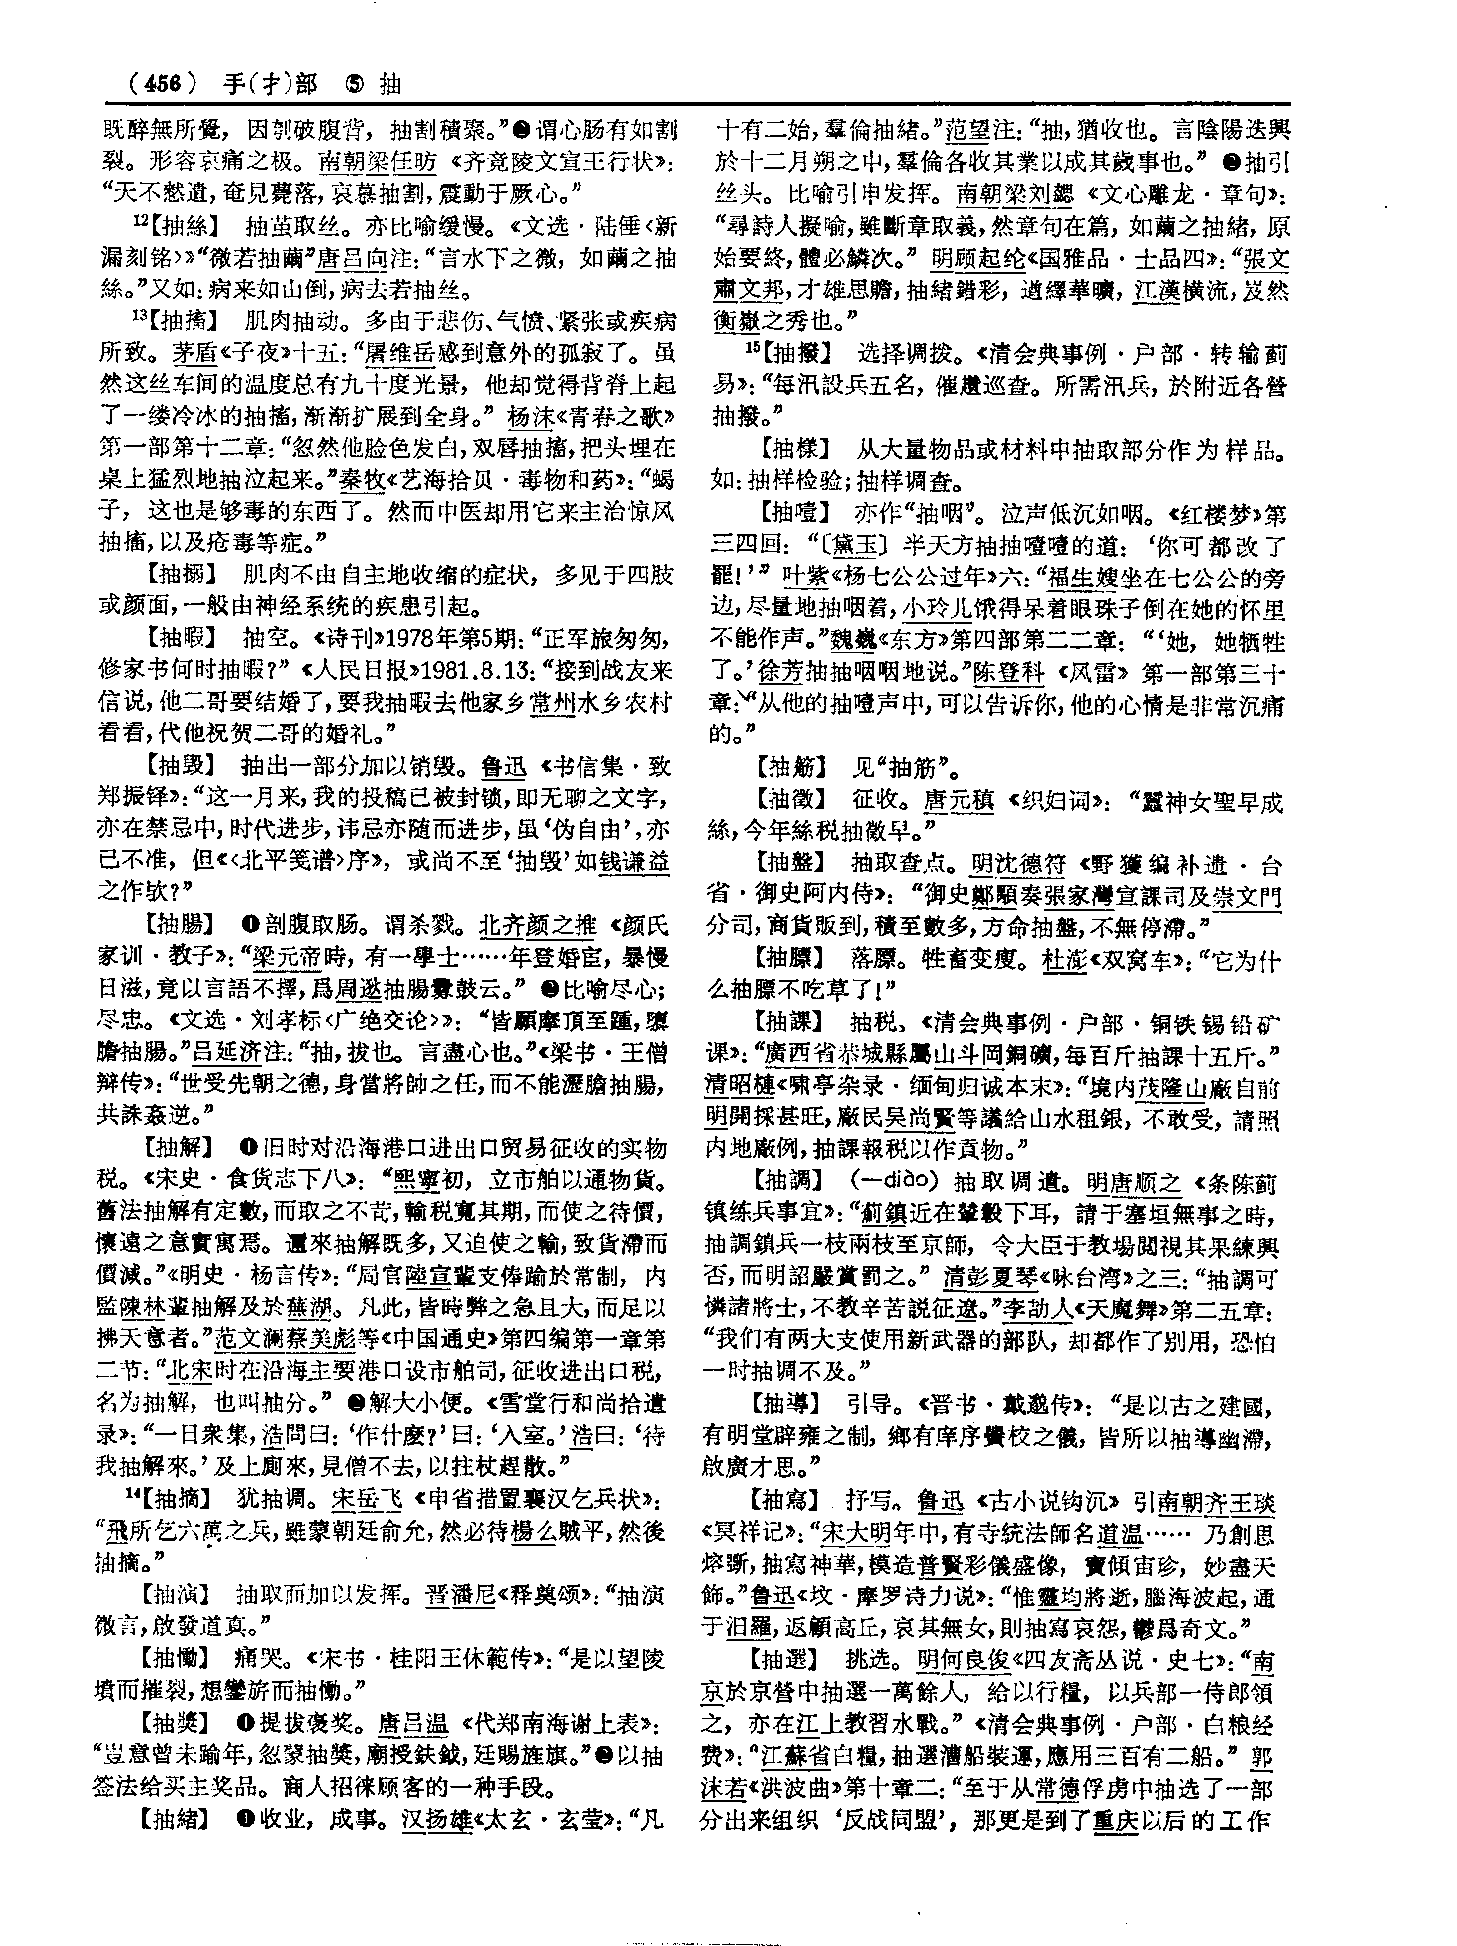 (456) 手(扌)部 ⑤ 抽
既醉無所覺，因刳破腹背，抽割積聚。”❷谓心肠有如割
裂。形容哀痛之极。南朝梁任昉《齐竟陵文宣王行状》：
“天不慭遺，奄見薨落，哀慕抽割，震動于厥心。”
12【抽絲】 抽茧取丝。亦比喻缓慢。《文选·陆倕〈新
漏刻铭〉》“微若抽繭”唐吕向注：“言水下之微，如繭之抽
絲。”又如：病来如山倒，病去若抽丝。
13【抽搐】 肌肉抽动。多由于悲伤、气愤、紧张或疾病
所致。茅盾《子夜》十五：“屠维岳感到意外的孤寂了。虽
然这丝车间的温度总有九十度光景，他却觉得背脊上起
了一缕冷冰的抽搐，渐渐扩展到全身。”杨沫《青春之歌》
第一部第十二章：“忽然他脸色发白，双唇抽搐，把头埋在
桌上猛烈地抽泣起来。”秦牧《艺海拾贝·毒物和药》：“蝎
子，这也是够毒的东西了。然而中医却用它来主治惊风
抽搐，以及疮毒等症。”
【抽搦】 肌肉不由自主地收缩的症状，多见于四肢
或颜面，一般由神经系统的疾患引起。
【抽暇】 抽空。《诗刊》1978年第5期：“正军旅匆匆，
修家书何时抽暇？”《人民日报》1981.8.13：“接到战友来
信说，他二哥要结婚了，要我抽暇去他家乡常州水乡农村
看看，代他祝贺二哥的婚礼。”
【抽毁】 抽出一部分加以销毁。鲁迅《书信集·致
郑振铎》：“这一月来，我的投稿已被封锁，即无聊之文字，
亦在禁忌中，时代进步，讳忌亦随而进步，虽‘伪自由’，亦
已不准，但《〈北平笺谱〉序》，或尚不至‘抽毁’如钱谦益
之作欤？”
【抽腸】 ❶剖腹取肠。谓杀戮。北齐颜之推《颜氏
家训·教子》：“梁元帝時，有一學士……年登婚宦，暴慢
日滋，竟以言語不擇，爲周逖抽腸釁鼓云。”❷比喻尽心；
尽忠。《文选·刘孝标〈广绝交论〉》：“皆願摩頂至踵，隳
膽抽腸。”吕延济注：“抽，拔也。言盡心也。”《梁书·王僧
辩传》：“世受先朝之德，身當將帥之任，而不能瀝膽抽腸，
共誅姦逆。”
【抽解】 ❶旧时对沿海港口进出口贸易征收的实物
税。《宋史·食货志下八》：“熙寧初，立市舶以通物貨。
舊法抽解有定數，而取之不苛，輸税寬其期，而使之待價，
懷遠之意實寓焉。邇來抽解既多，又迫使之輸，致貨滯而
價減。”《明史·杨言传》：“局官陸宣輩支俸踰於常制，内
監陳林輩抽解及於蕪湖。凡此，皆時弊之急且大，而足以
拂天意者。”范文澜蔡美彪等《中国通史》第四编第一章第
二节：“北宋时在沿海主要港口设市舶司，征收进出口税，
名为抽解，也叫抽分。”❷解大小便。《雪堂行和尚拾遗
录》：“一日衆集，浩問曰：‘作什麽？’曰：‘入室。’浩曰：‘待
我抽解來。’及上廁來，見僧不去，以拄杖趕散。”
14【抽摘】 犹抽调。宋岳飞《申省措置襄汉乞兵状》：
“飛所乞六萬之兵，雖蒙朝廷俞允，然必待楊么賊平，然後
抽摘。”
【抽演】 抽取而加以发挥。晋潘尼《释奠颂》：“抽演
微言，啟發道真。”
【抽慟】 痛哭。《宋书·桂阳王休範传》：“是以望陵
墳而摧裂，想鑾旂而抽慟。”
【抽獎】 ❶提拔褒奖。唐吕温《代郑南海谢上表》：
“豈意曾未踰年，忽蒙抽獎，廟授鈇鉞，廷賜旌旗。”❷以抽
签法给买主奖品。商人招徕顾客的一种手段。
【抽緒】 ❶收业，成事。汉扬雄《太玄·玄莹》：“凡
十有二始，羣倫抽緒。”范望注：“抽，猶收也。言陰陽迭興
於十二月朔之中，羣倫各收其業以成其歲事也。”❷抽引
丝头。比喻引申发挥。南朝梁刘勰《文心雕龙·章句》：
“尋詩人擬喻，雖斷章取義，然章句在篇，如繭之抽緒，原
始要終，體必鱗次。”明顾起纶《国雅品·士品四》：“張文
肅文邦，才雄思贍，抽緒錯彩，遒繹華曠，江漢横流，岌然
衡嶽之秀也。”
15【抽撥】 选择调拨。《清会典事例·户部·转输蓟
易》：“每汛設兵五名，催趲巡查。所需汛兵，於附近各營
抽撥。”
【抽樣】 从大量物品或材料中抽取部分作为样品。
如：抽样检验；抽样调查。
【抽噎】 亦作“抽咽”。泣声低沉如咽。《红楼梦》第
三四回：“〔黛玉〕半天方抽抽噎噎的道：‘你可都改了
罷！’”叶紫《杨七公公过年》六：“福生嫂坐在七公公的旁
边，尽量地抽咽着，小玲儿饿得呆着眼珠子倒在她的怀里
不能作声。”魏巍《东方》第四部第二二章：“‘她，她牺牲
了。’徐芳抽抽咽咽地说。”陈登科《风雷》第一部第三十
章：“从他的抽噎声中，可以告诉你，他的心情是非常沉痛
的。”
【抽觔】 见“抽筋”。
【抽徵】 征收。唐元稹《织妇词》：“蠶神女聖早成
絲，今年絲税抽徵早。”
【抽盤】 抽取查点。明沈德符《野獲编补遗·台
省·御史阿内侍》：“御史鄭顒奏張家灣宣課司及崇文門
分司，商貨販到，積至數多，方命抽盤，不無停滯。”
【抽膘】 落膘。牲畜变瘦。杜澎《双窝车》：“它为什
么抽膘不吃草了！”
【抽課】 抽税。《清会典事例·户部·铜铁锡铅矿
课》：“廣西省恭城縣屬山斗岡銅礦，每百斤抽課十五斤。”
清昭槤《啸亭杂录·缅甸归诚本末》：“境内茂隆山廠自前
明開採甚旺，廠民吴尚賢等議給山水租銀，不敢受，請照
内地廠例，抽課報税以作貢物。”
【抽調】 (—diào) 抽取调遣。明唐顺之《条陈蓟
镇练兵事宜》：“薊鎮近在輦轂下耳，請于塞垣無事之時，
抽調鎮兵一枝兩枝至京師，令大臣于教場閲視其果練與
否，而明詔嚴賞罰之。”清彭夏琴《咏台湾》之三：“抽調可
憐諸將士，不教辛苦説征遼。”李劼人《天魔舞》第二五章：
“我们有两大支使用新武器的部队，却都作了别用，恐怕
一时抽调不及。”
【抽導】 引导。《晋书·戴邈传》：“是以古之建國，
有明堂辟雍之制，鄉有庠序黌校之儀，皆所以抽導幽滯，
啟廣才思。”
【抽寫】 抒写。鲁迅《古小说钩沉》引南朝齐王琰
《冥祥记》：“宋大明年中，有寺统法師名道温……乃創思
熔斲，抽寫神華，模造普賢彩儀盛像，寶傾宙珍，妙盡天
飾。”鲁迅《坟·摩罗诗力说》：“惟靈均將逝，腦海波起，通
于汨羅，返顧高丘，哀其無女，則抽寫哀怨，鬱爲奇文。”
【抽選】 挑选。明何良俊《四友斋丛说·史七》：“南
京於京營中抽選一萬餘人，給以行糧，以兵部一侍郎領
之，亦在江上教習水戰。”《清会典事例·户部·白粮经
费》：“江蘇省白糧，抽選漕船裝運，應用三百有二船。”郭
沫若《洪波曲》第十章二：“至于从常德俘虏中抽选了一部
分出来组织‘反战同盟’，那更是到了重庆以后的工作